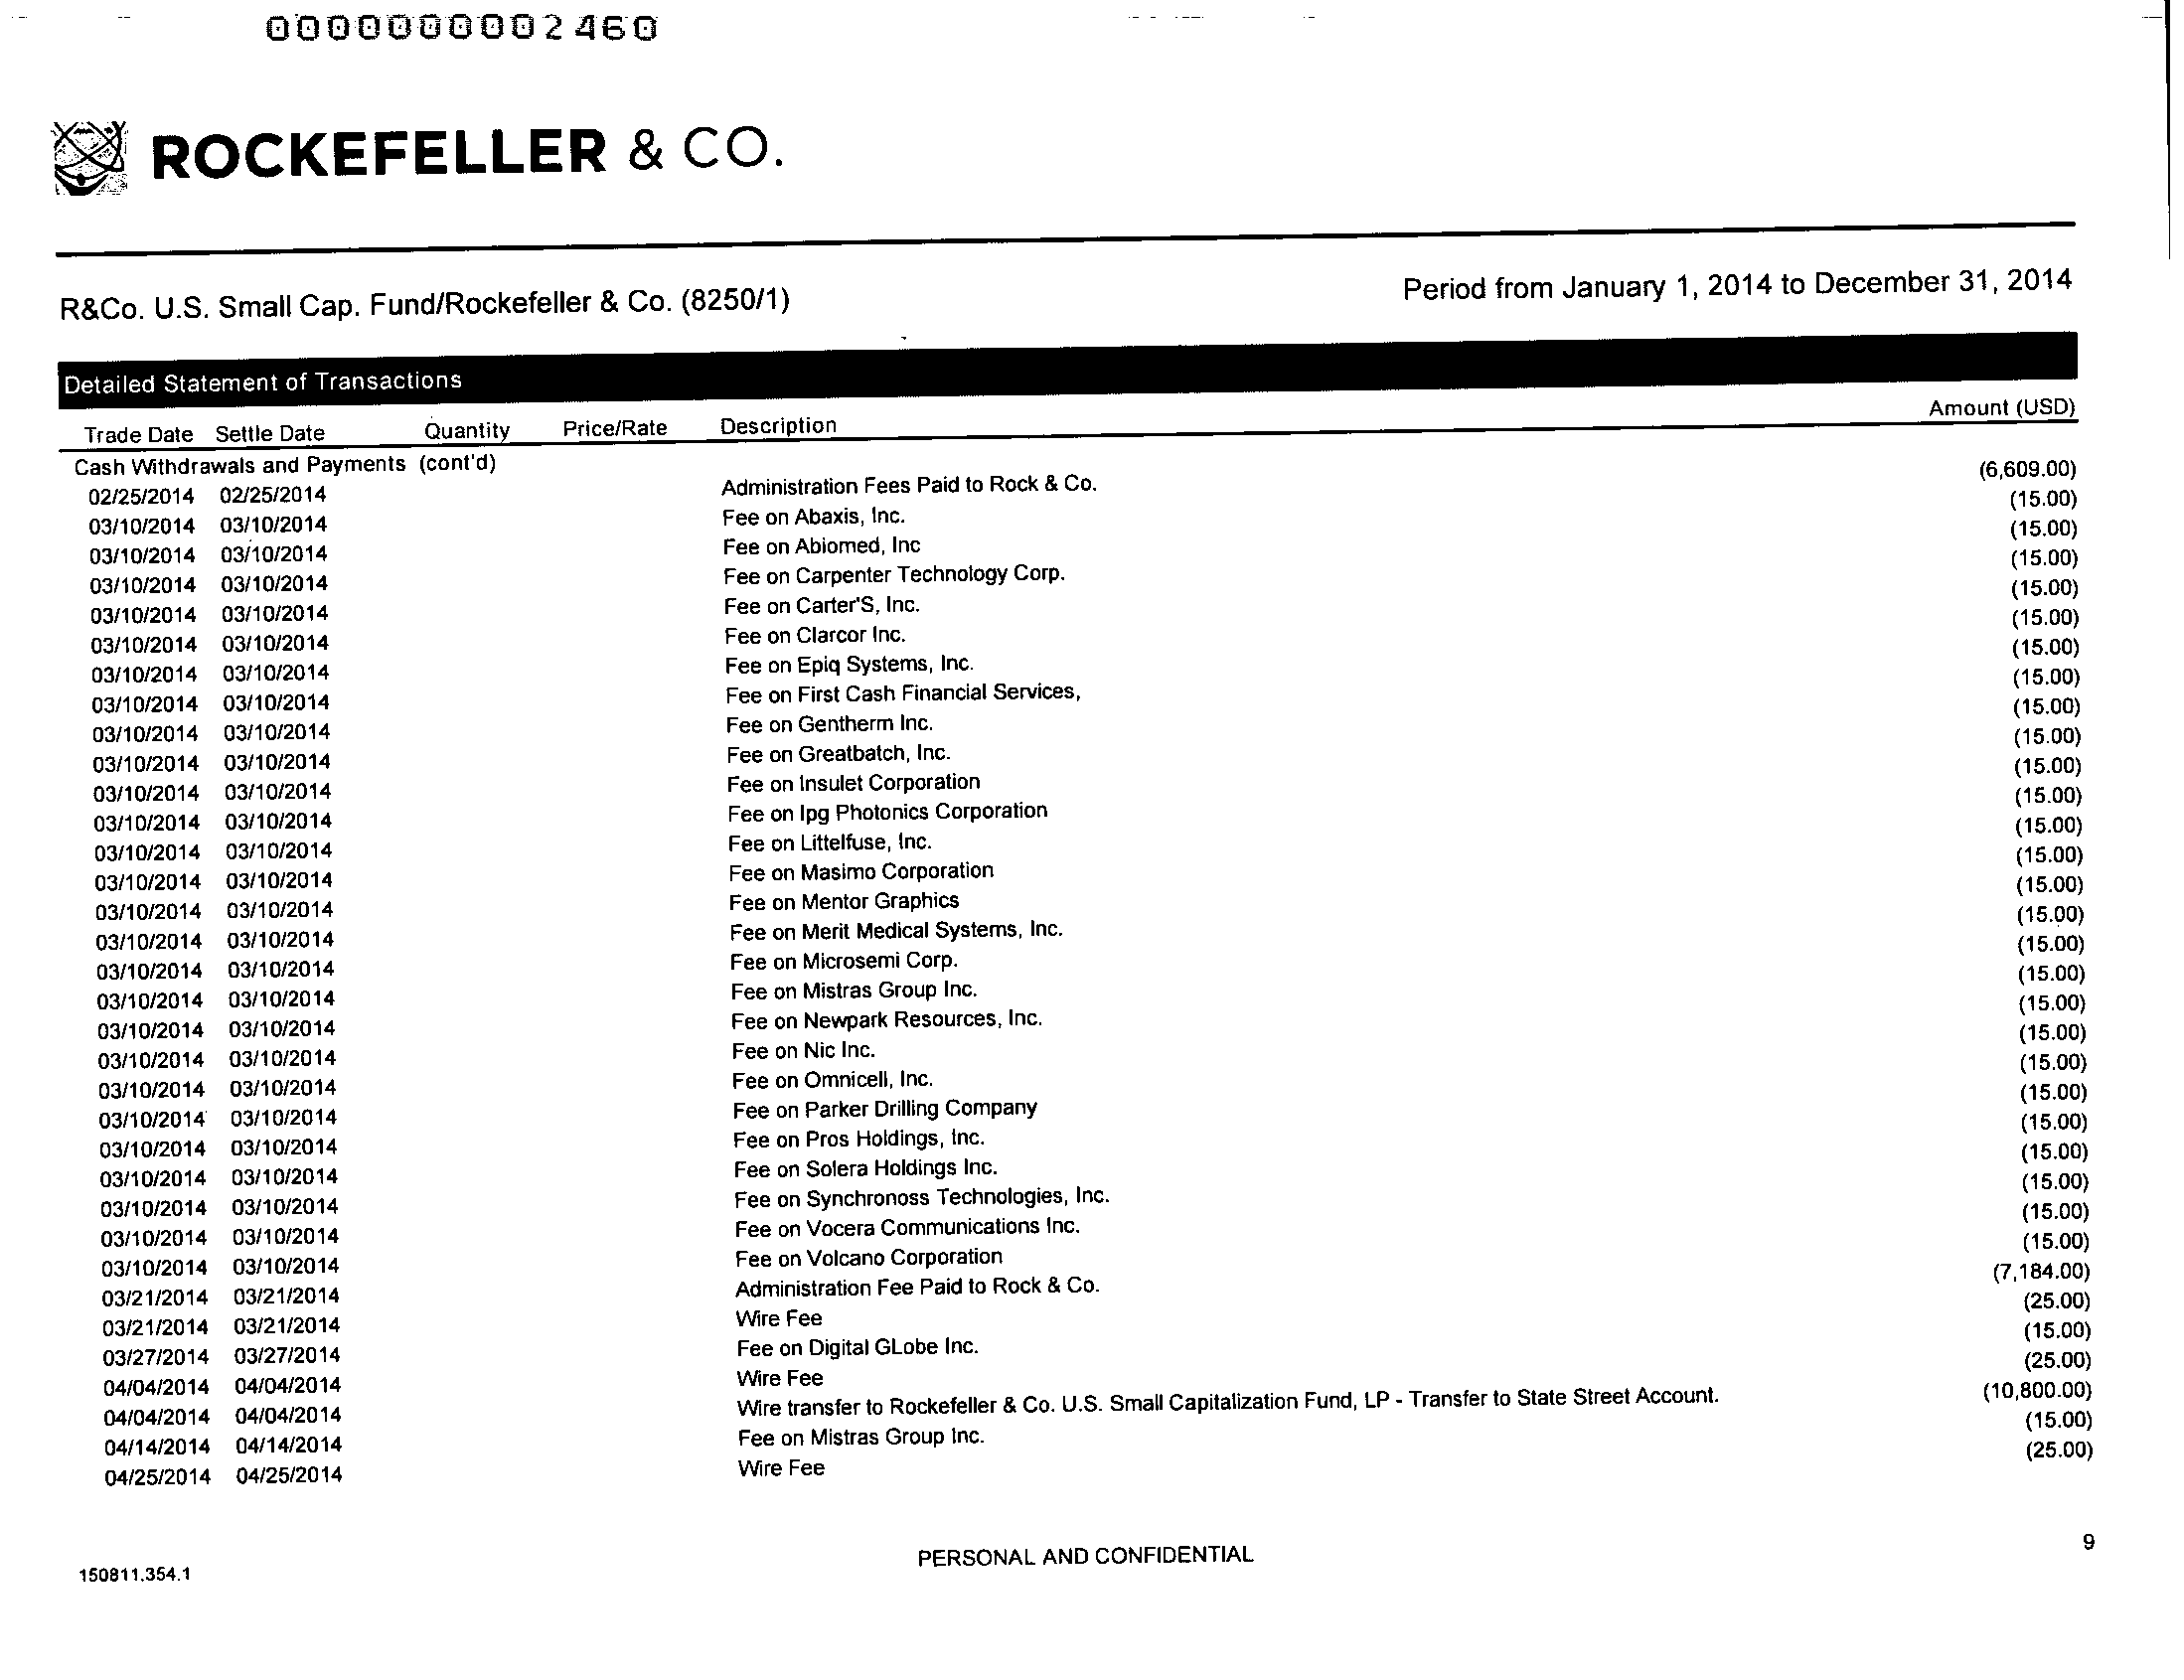 0000000002460
ROCKEFELLER & CO.
R&Co. U.S. Small Cap. Fund/Rockefeller & Co. (8250/1) Period from January 1, 2014 to December 31, 2014
Detailed Statement of Transactions
Trade Date Settle Date Quantity Price/Rate Description Amount (USD)
Cash Withdrawals and Payments (cont'd)
02/25/2014 02/25/2014 Administration Fees Paid to Rock & Co. (6,609.00)
03/10/2014 03/10/2014 Fee on Abaxis, Inc. (15.00)
03/10/2014 03/10/2014 Fee on Abiomed, Inc (15.00)
03/10/2014 03/10/2014 Fee on Carpenter Technology Corp. (15.00)
03/10/2014 03/10/2014 Fee on Carter'S, Inc. (15.00)
03/10/2014 03/10/2014 Fee on Clarcor Inc. (15.00)
03/10/2014 03/10/2014 Fee on Epiq Systems, Inc. (15.00)
03/10/2014 03/10/2014 Fee on First Cash Financial Services, (15.00)
03/10/2014 03/10/2014 Fee on Gentherm Inc. (15.00)
03/10/2014 03/10/2014 Fee on Greatbatch, Inc. (15.00)
03/10/2014 03/10/2014 Fee on Insulet Corporation (15.00)
03/10/2014 03/10/2014 Fee on Ipg Photonics Corporation (15.00)
03/10/2014 03/10/2014 Fee on Littelfuse, Inc. (15.00)
03/10/2014 03/10/2014 Fee on Masimo Corporation (15.00)
03/10/2014 03/10/2014 Fee on Mentor Graphics (15.00)
03/10/2014 03/10/2014 Fee on Merit Medical Systems, Inc. (15.00)
03/10/2014 03/10/2014 Fee on Microsemi Corp. (15.00)
03/10/2014 03/10/2014 Fee on Mistras Group Inc. (15.00)
03/10/2014 03/10/2014 Fee on Newpark Resources, Inc. (15.00)
03/10/2014 03/10/2014 Fee on Nic Inc. (15.00)
03/10/2014 03/10/2014 Fee on Omnicell, Inc. (15.00)
03/10/2014 03/10/2014 Fee on Parker Drilling Company (15.00)
03/10/2014 03/10/2014 Fee on Pros Holdings, Inc. (15.00)
03/10/2014 03/10/2014 Fee on Solera Holdings Inc. (15.00)
03/10/2014 03/10/2014 Fee on Synchronoss Technologies, Inc. (15.00)
03/10/2014 03/10/2014 Fee on Vocera Communications Inc. (15.00)
03/10/2014 03/10/2014 Fee on Volcano Corporation (15.00)
03/21/2014 03/21/2014 Administration Fee Paid to Rock & Co. (7,184.00)
03/21/2014 03/21/2014 Wire Fee (25.00)
03/27/2014 03/27/2014 Fee on Digital GLobe Inc. (15.00)
04/04/2014 04/04/2014 Wire Fee (25.00)
04/04/2014 04/04/2014 Wire transfer to Rockefeller & Co. U.S. Small Capitalization Fund, LP - Transfer to State Street Account. (10,800.00)
04/14/2014 04/14/2014 Fee on Mistras Group Inc. (15.00)
04/25/2014 04/25/2014 Wire Fee (25.00)
150811.354.1 PERSONAL AND CONFIDENTIAL 9